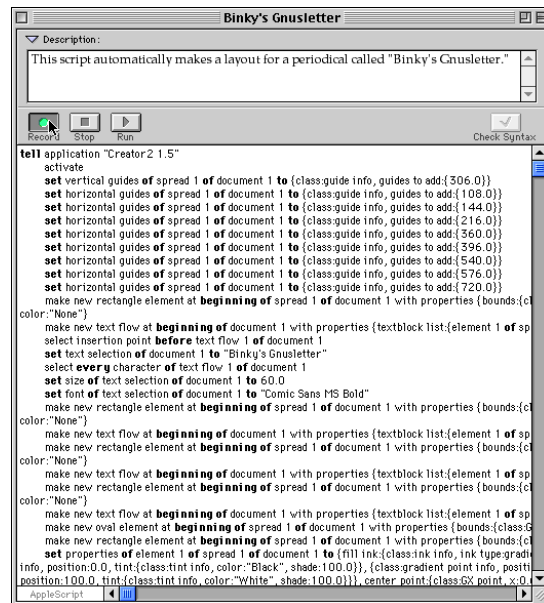 Binky's Gnusletter
Description:
This script automatically makes a layout for a periodical called "Binky's Gnusletter."
Record Stop Run Check Syntax
tell application "Creator2 1.5"
activate
set vertical guides of spread 1 of document 1 to {class:guide info, guides to add:{306.0}}
set horizontal guides of spread 1 of document 1 to {class:guide info, guides to add:{108.0}}
set horizontal guides of spread 1 of document 1 to {class:guide info, guides to add:{144.0}}
set horizontal guides of spread 1 of document 1 to {class:guide info, guides to add:{216.0}}
set horizontal guides of spread 1 of document 1 to {class:guide info, guides to add:{360.0}}
set horizontal guides of spread 1 of document 1 to {class:guide info, guides to add:{396.0}}
set horizontal guides of spread 1 of document 1 to {class:guide info, guides to add:{540.0}}
set horizontal guides of spread 1 of document 1 to {class:guide info, guides to add:{576.0}}
set horizontal guides of spread 1 of document 1 to {class:guide info, guides to add:{720.0}}
make new rectangle element at beginning of spread 1 of document 1 with properties {bounds:{cl
color:"None"}
make new text flow at beginning of document 1 with properties {textblock list:{element 1 of sp
select insertion point before text flow 1 of document 1
set text selection of document 1 to "Binky's Gnusletter"
select every character of text flow 1 of document 1
set size of text selection of document 1 to 60.0
set font of text selection of document 1 to "Comic Sans MS Bold"
make new rectangle element at beginning of spread 1 of document 1 with properties {bounds:{cl
color:"None"}
make new text flow at beginning of document 1 with properties {textblock list:{element 1 of sp
make new rectangle element at beginning of spread 1 of document 1 with properties {bounds:{cl
color:"None"}
make new text flow at beginning of document 1 with properties {textblock list:{element 1 of sp
make new rectangle element at beginning of spread 1 of document 1 with properties {bounds:{cl
color:"None"}
make new text flow at beginning of document 1 with properties {textblock list:{element 1 of sp
make new oval element at beginning of spread 1 of document 1 with properties {bounds:{class:G
set properties of element 1 of spread 1 of document 1 to {fill ink:{class:ink info, ink type:gradi
info, position:0.0, tint:{class:tint info, color:"Black", shade:100.0}}, {class:gradient point info, positi
position:100.0, tint:{class:tint info, color:"White", shade:100.0}}}, center point:{class:GX point, x:0.
AppleScript